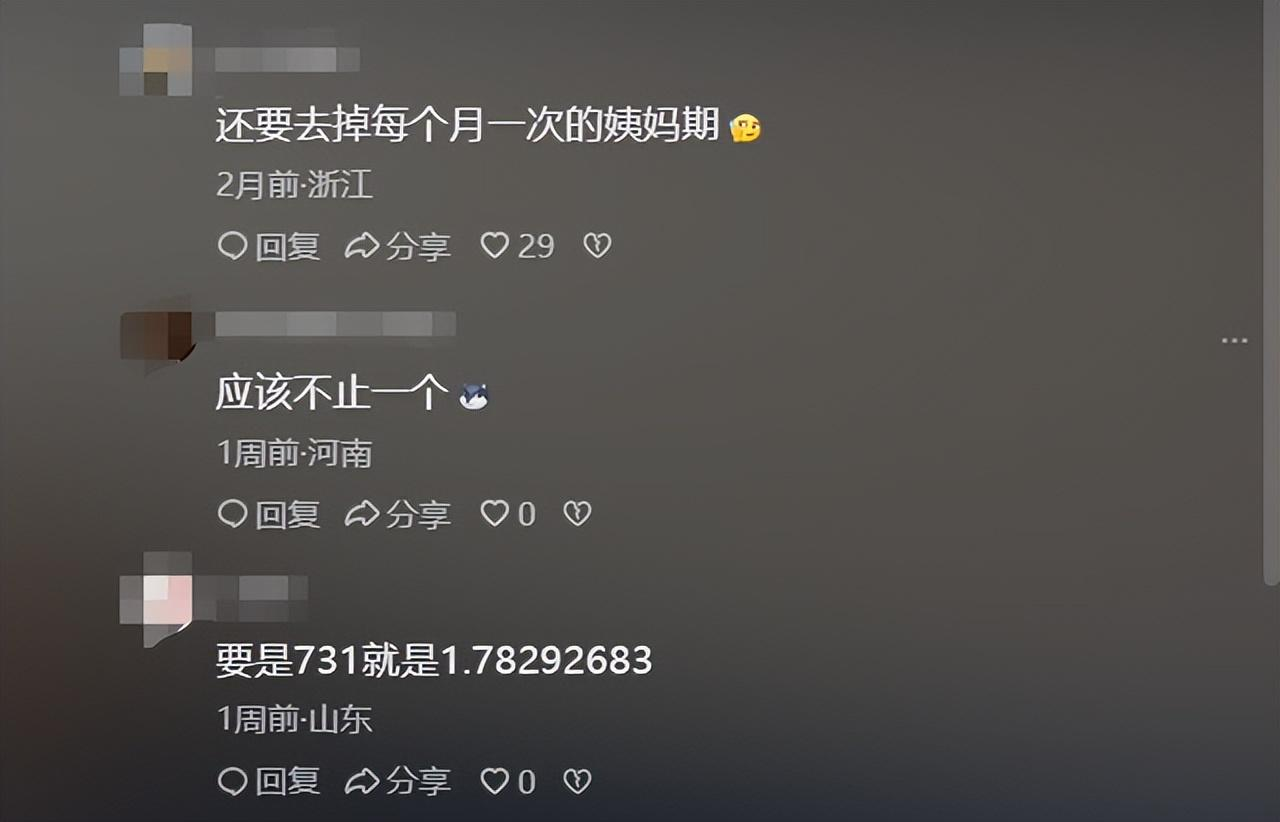 还要去掉每个月一次的姨妈期
2月前·浙江
回复 分享 29
应该不止一个
1周前·河南
回复 分享 0
要是731就是1.78292683
1周前·山东
回复 分享 0